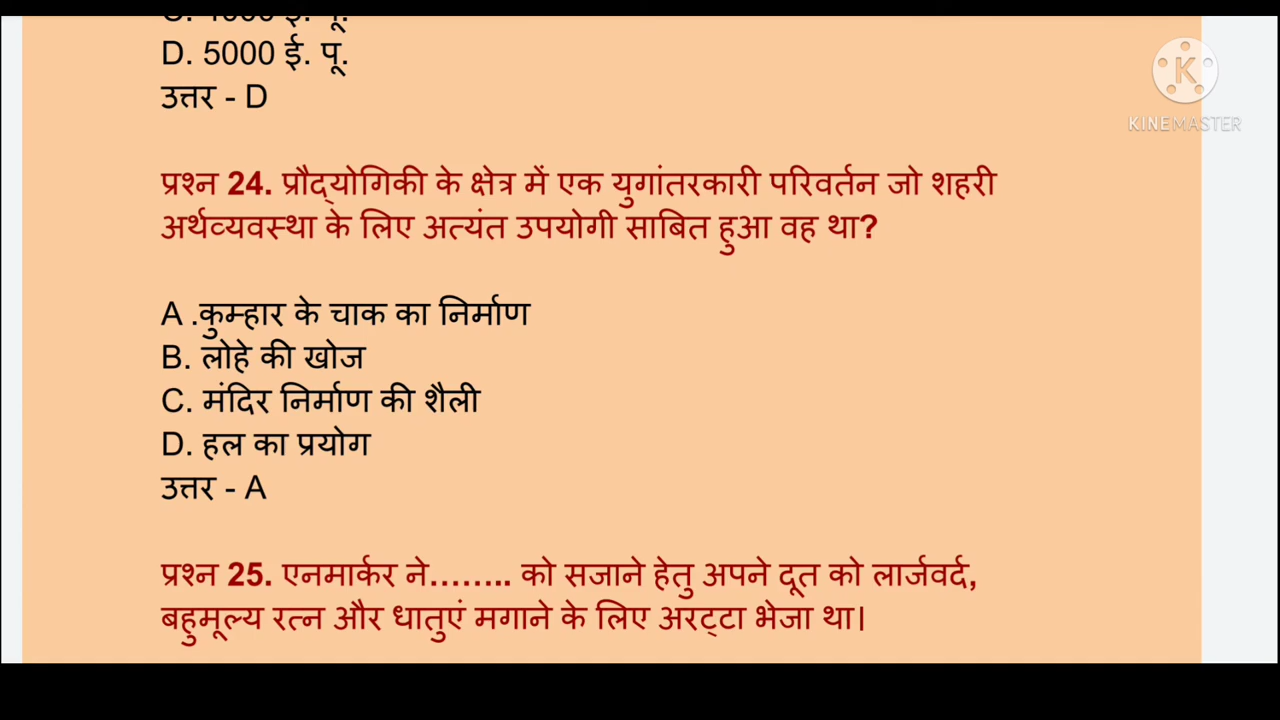 C. 4000 ई. पू.
D. 5000 ई. पू.
उत्तर - D
प्रश्न 24. प्रौद्योगिकी के क्षेत्र में एक युगांतरकारी परिवर्तन जो शहरी
अर्थव्यवस्था के लिए अत्यंत उपयोगी साबित हुआ वह था?
A .कुम्हार के चाक का निर्माण
B. लोहे की खोज
C. मंदिर निर्माण की शैली
D. हल का प्रयोग
उत्तर - A
प्रश्न 25. एनमार्कर ने…….. को सजाने हेतु अपने दूत को लार्जवर्द,
बहुमूल्य रत्न और धातुएं मगाने के लिए अरट्टा भेजा था।
K
KINEMASTER